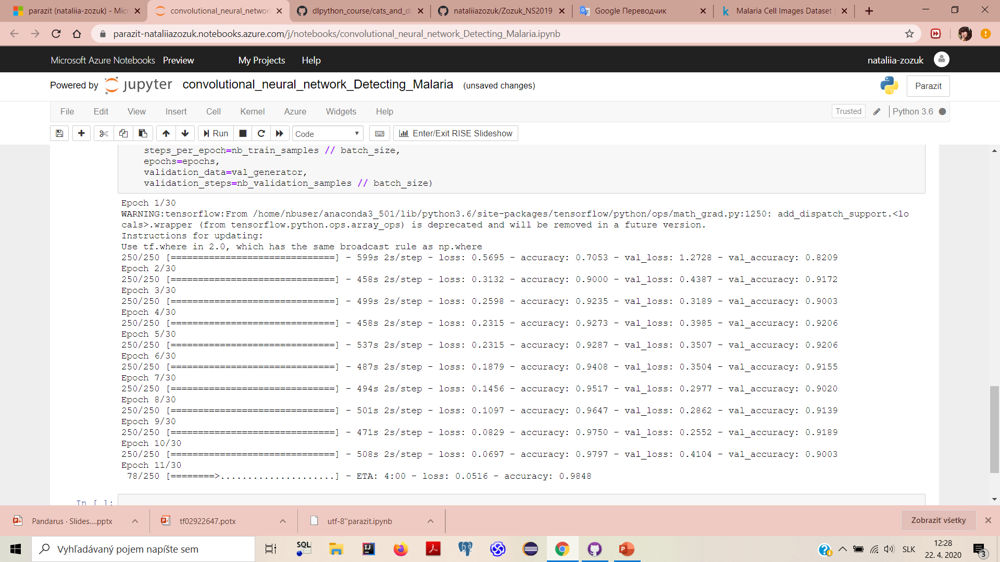 parazit (nataliia-zozuk) - Micr
convolutional_neural_networ
dlpython_course/cats_and_d
nataliiazozuk/Zozuk_NS2019
Google Переводчик
Malaria Cell Images Dataset
parazit-nataliiazozuk.notebooks.azure.com/j/notebooks/convolutional_neural_network_Detecting_Malaria.ipynb
Microsoft Azure Notebooks Preview My Projects Help nataliia-zozuk
Powered by jupyter convolutional_neural_network_Detecting_Malaria (unsaved changes) Parazit
File Edit View Insert Cell Kernel Azure Widgets Help Trusted Python 3.6
Run Code Enter/Exit RISE Slideshow
steps_per_epoch=nb_train_samples // batch_size,
epochs=epochs,
validation_data=val_generator,
validation_steps=nb_validation_samples // batch_size)
Epoch 1/30
WARNING:tensorflow:From /home/nbuser/anaconda3_501/lib/python3.6/site-packages/tensorflow/python/ops/math_grad.py:1250: add_dispatch_support.<lo
cals>.wrapper (from tensorflow.python.ops.array_ops) is deprecated and will be removed in a future version.
Instructions for updating:
Use tf.where in 2.0, which has the same broadcast rule as np.where
250/250 [==============================] - 599s 2s/step - loss: 0.5695 - accuracy: 0.7053 - val_loss: 1.2728 - val_accuracy: 0.8209
Epoch 2/30
250/250 [==============================] - 458s 2s/step - loss: 0.3132 - accuracy: 0.9000 - val_loss: 0.4387 - val_accuracy: 0.9172
Epoch 3/30
250/250 [==============================] - 499s 2s/step - loss: 0.2598 - accuracy: 0.9235 - val_loss: 0.3189 - val_accuracy: 0.9003
Epoch 4/30
250/250 [==============================] - 458s 2s/step - loss: 0.2315 - accuracy: 0.9273 - val_loss: 0.3985 - val_accuracy: 0.9206
Epoch 5/30
250/250 [==============================] - 537s 2s/step - loss: 0.2315 - accuracy: 0.9287 - val_loss: 0.3507 - val_accuracy: 0.9206
Epoch 6/30
250/250 [==============================] - 487s 2s/step - loss: 0.1879 - accuracy: 0.9408 - val_loss: 0.3504 - val_accuracy: 0.9155
Epoch 7/30
250/250 [==============================] - 494s 2s/step - loss: 0.1456 - accuracy: 0.9517 - val_loss: 0.2977 - val_accuracy: 0.9020
Epoch 8/30
250/250 [==============================] - 501s 2s/step - loss: 0.1097 - accuracy: 0.9647 - val_loss: 0.2862 - val_accuracy: 0.9139
Epoch 9/30
250/250 [==============================] - 471s 2s/step - loss: 0.0829 - accuracy: 0.9750 - val_loss: 0.2552 - val_accuracy: 0.9189
Epoch 10/30
250/250 [==============================] - 508s 2s/step - loss: 0.0697 - accuracy: 0.9797 - val_loss: 0.4104 - val_accuracy: 0.9003
Epoch 11/30
78/250 [========>.....................] - ETA: 4:00 - loss: 0.0516 - accuracy: 0.9848
In [ ]:
Pandarus · Slides....pptx tf02922647.potx utf-8''parazit.ipynb Zobraziť všetky
Vyhľadávaný pojem napíšte sem SQL SLK 12:28
22. 4. 2020 3